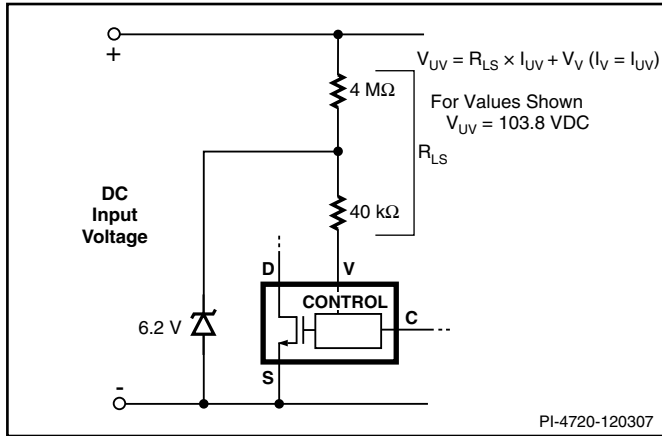 +
V_UV = R_LS × I_UV + V_V (I_V = I_UV)
4 MΩ
For Values Shown
V_UV = 103.8 VDC
R_LS
DC
Input
Voltage
40 kΩ
D
V
CONTROL
C
6.2 V
S
-
PI-4720-120307